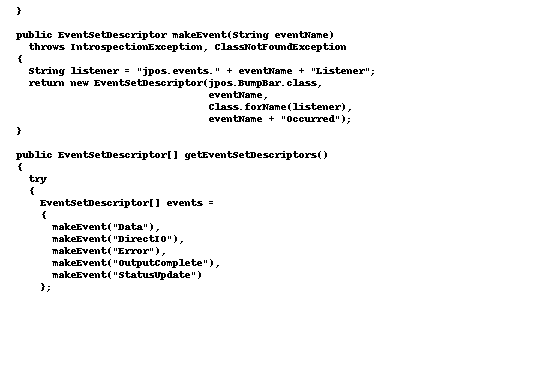 }

public EventSetDescriptor makeEvent(String eventName)
  throws IntrospectionException, ClassNotFoundException
{
  String listener = "jpos.events." + eventName + "Listener";
  return new EventSetDescriptor(jpos.BumpBar.class,
                                eventName,
                                Class.forName(listener),
                                eventName + "Occurred");
}

public EventSetDescriptor[] getEventSetDescriptors()
{
  try
  {
    EventSetDescriptor[] events =
    {
      makeEvent("Data"),
      makeEvent("DirectIO"),
      makeEvent("Error"),
      makeEvent("OutputComplete"),
      makeEvent("StatusUpdate")
    };